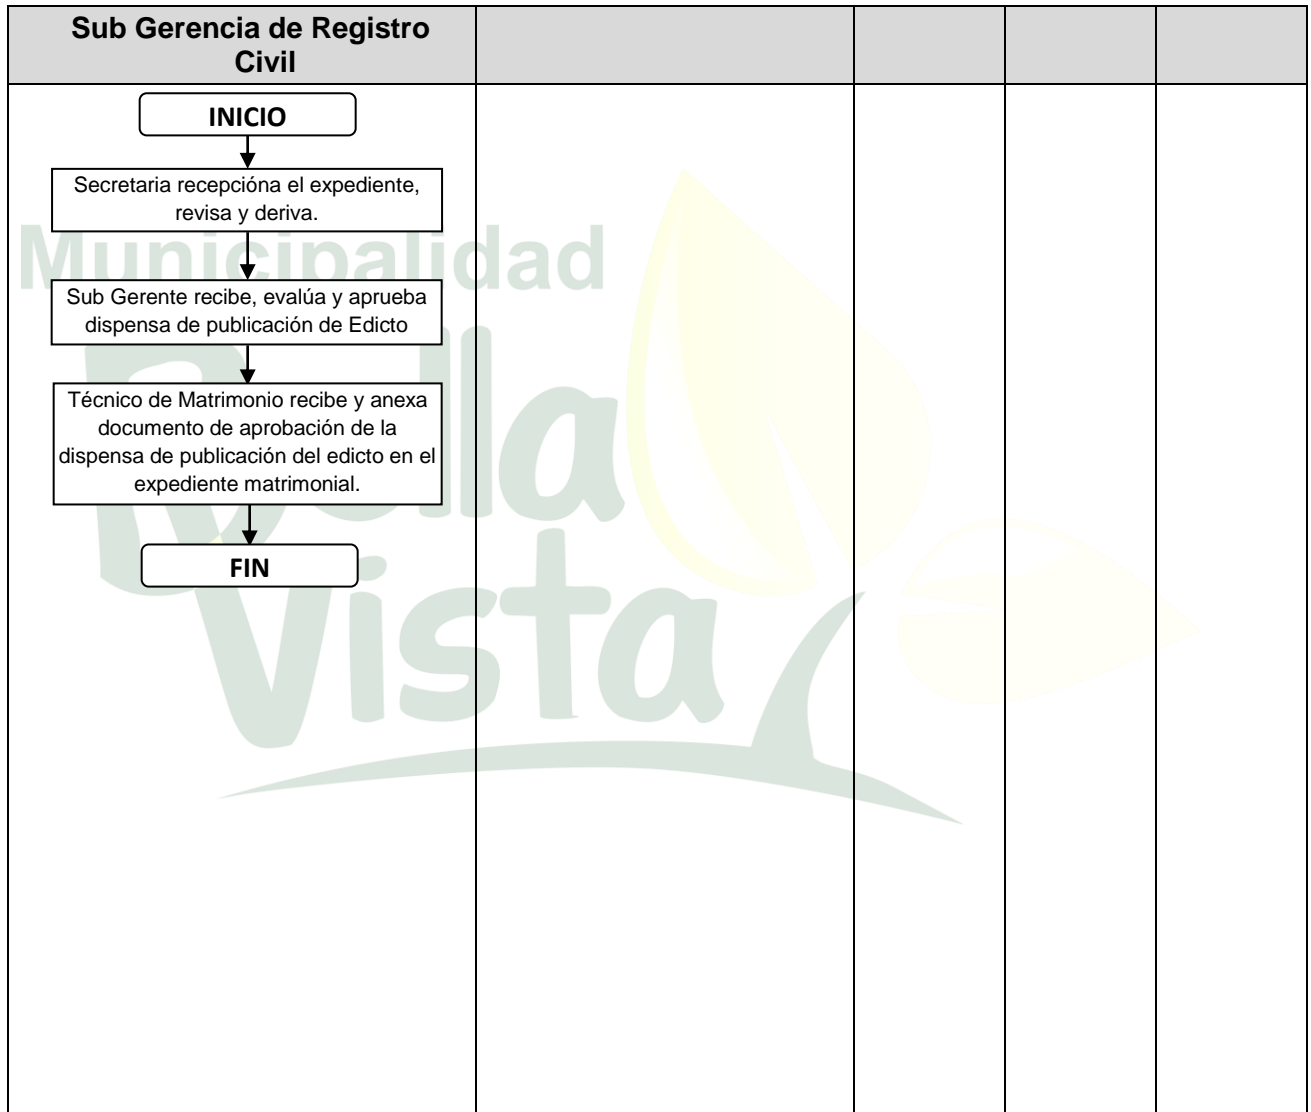 Sub Gerencia de Registro
Civil
INICIO
Secretaria recepcióna el expediente,
revisa y deriva.
Municipalidad
Sub Gerente recibe, evalúa y aprueba
dispensa de publicación de Edicto
Bella
Técnico de Matrimonio recibe y anexa
documento de aprobación de la
dispensa de publicación del edicto en el
expediente matrimonial.
FIN
Vista